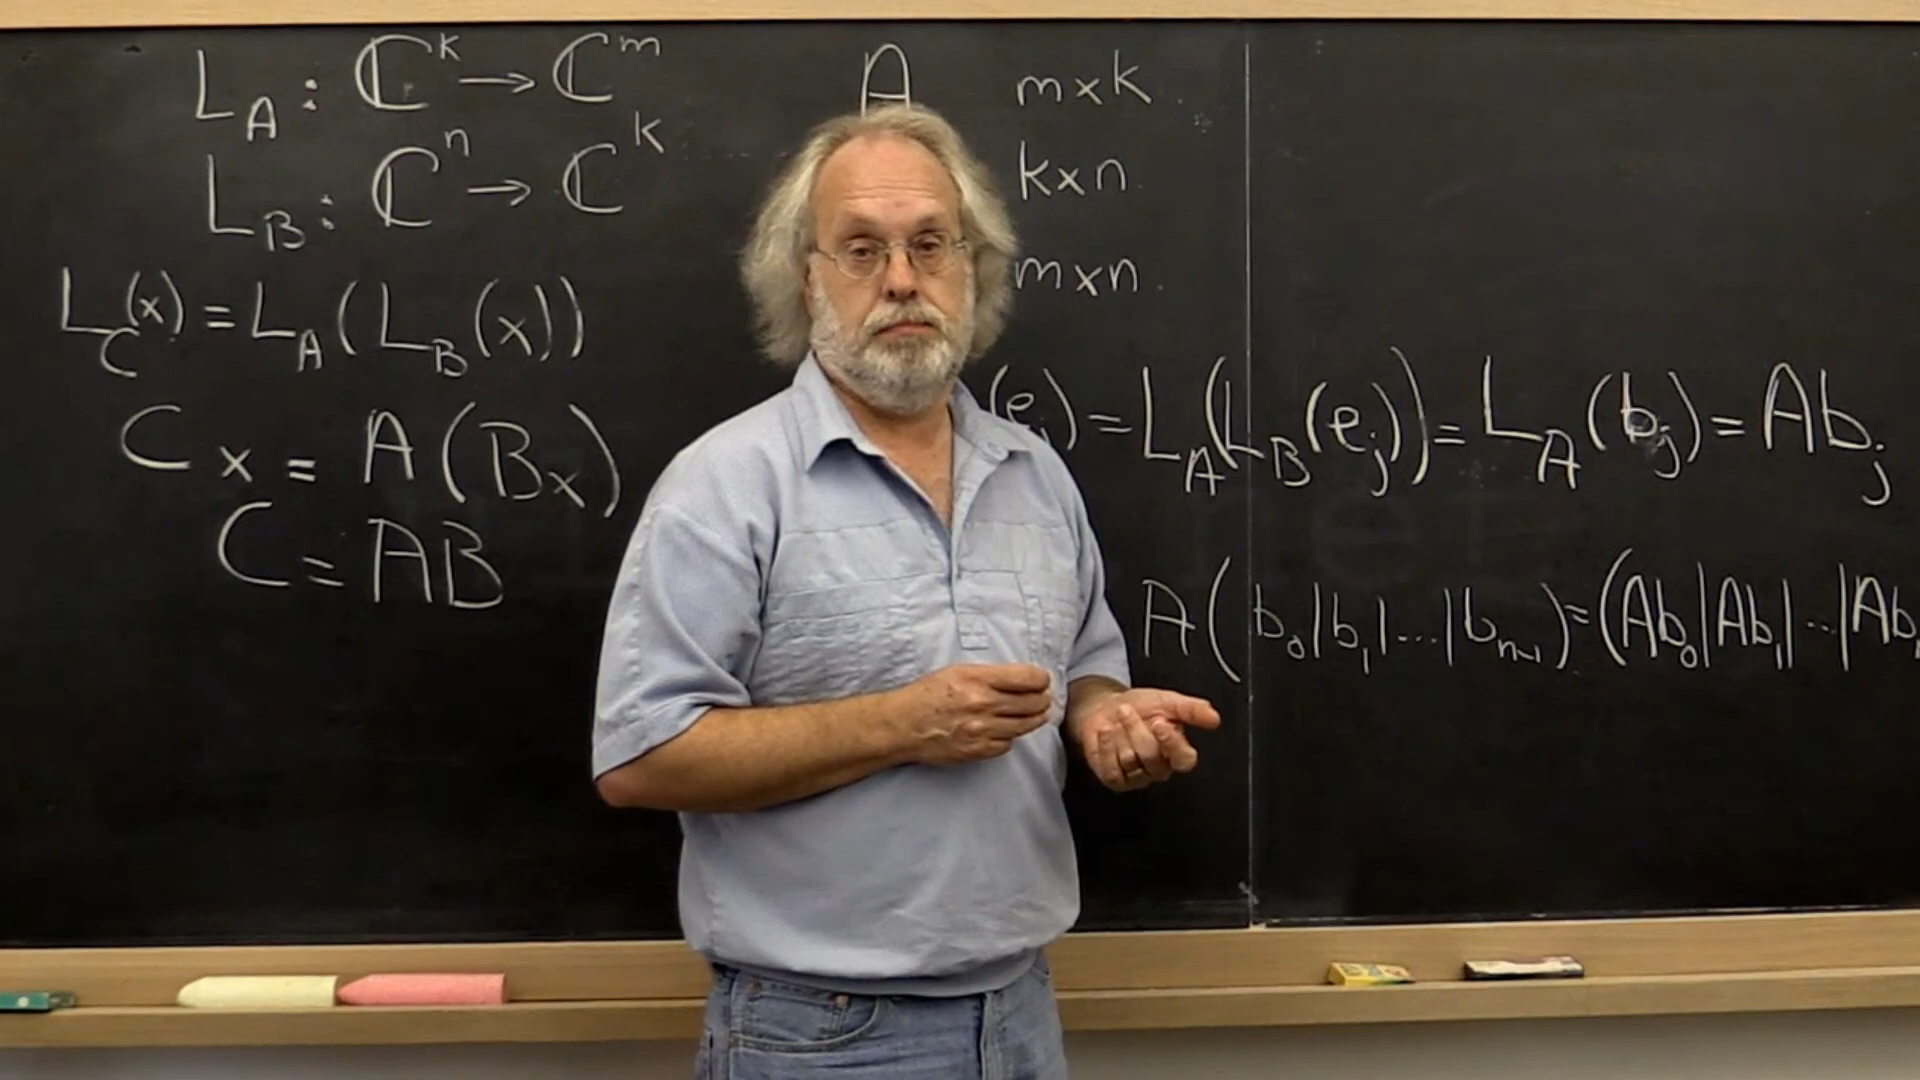 L_A : ℂ^k → ℂ^m A m×k
L_B : ℂ^n → ℂ^k k×n
m×n
L_C(x) = L_A(L_B(x))
(e_j) = L_A(L_B(e_j)) = L_A(b_j) = Ab_j
Cx = A(Bx)
C = AB
A(b_0|b_1|...|b_{n-1}) = (Ab_0|Ab_1|...|Ab